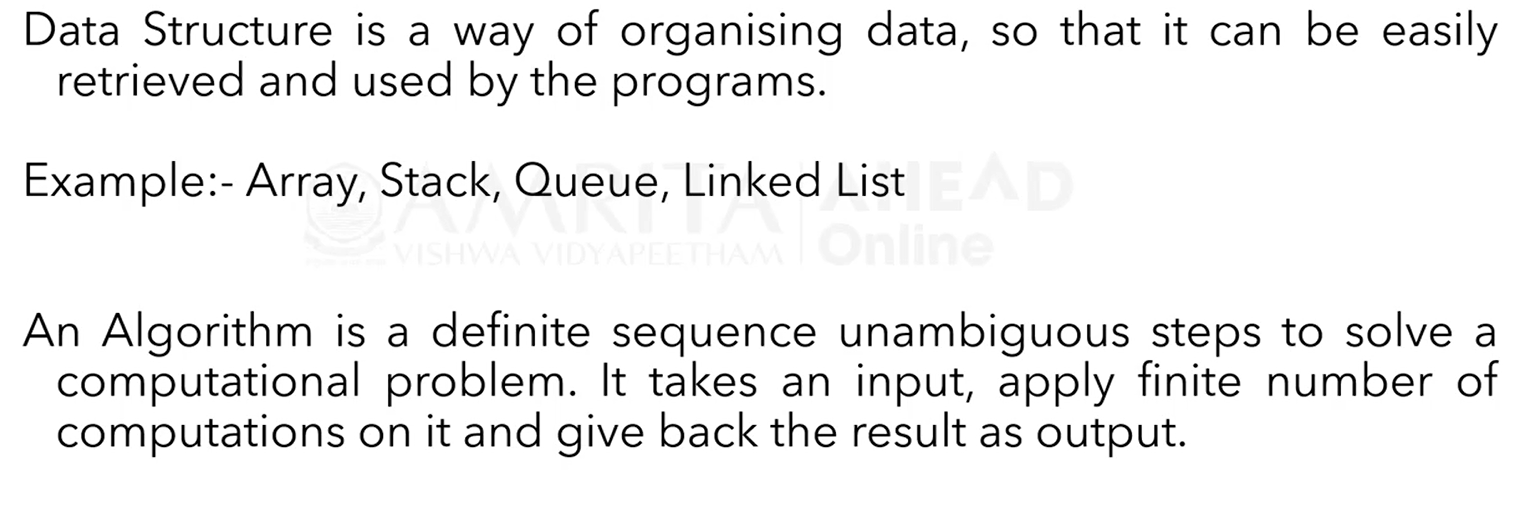 Data Structure is a way of organising data, so that it can be easily
retrieved and used by the programs.
Example:- Array, Stack, Queue, Linked List
AMRITA AHEAD
VISHWA VIDYAPEETHAM Online
An Algorithm is a definite sequence unambiguous steps to solve a
computational problem. It takes an input, apply finite number of
computations on it and give back the result as output.